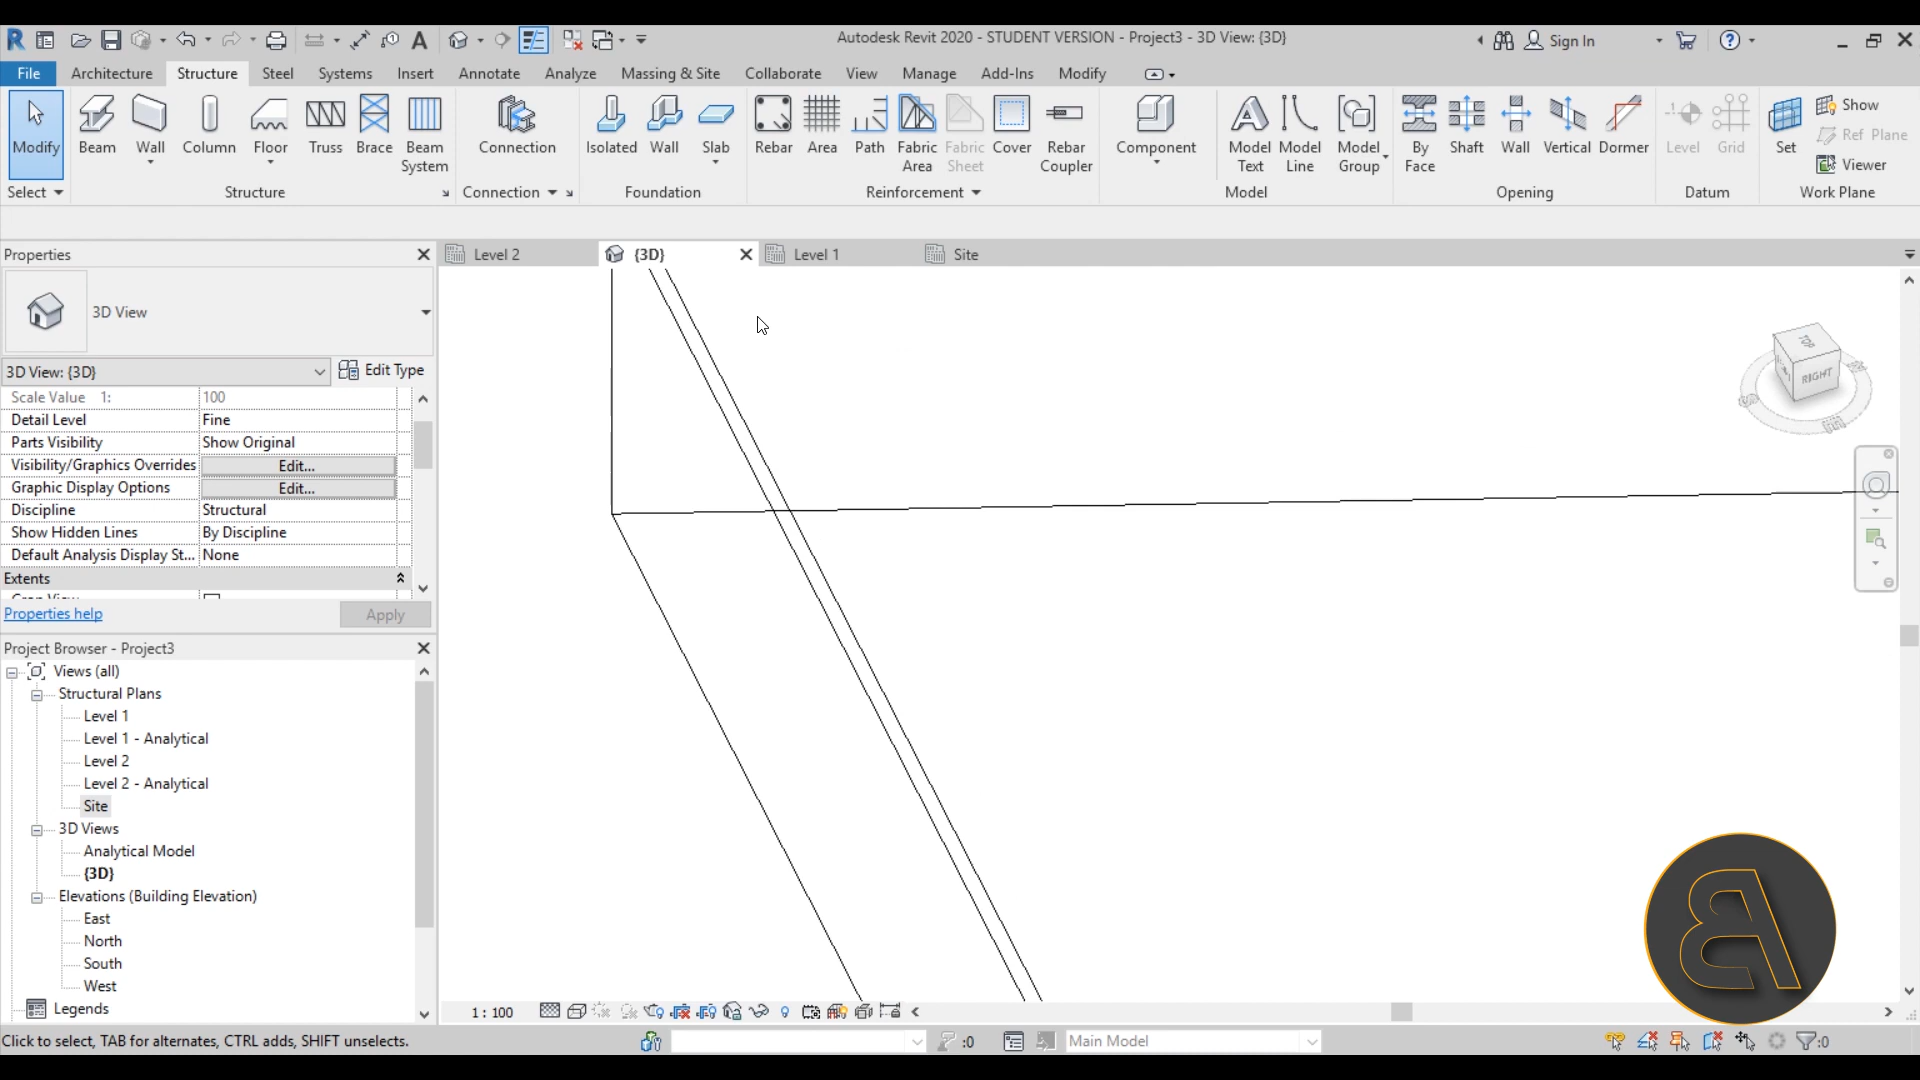 Autodesk Revit 2020 - STUDENT VERSION - Project3 - 3D View: {3D}
Sign In
File Architecture Structure Steel Systems Insert Annotate Analyze Massing & Site Collaborate View Manage Add-Ins Modify
Modify Beam Wall Column Floor Truss Brace Beam System Connection Isolated Wall Slab Rebar Area Path Fabric Area Fabric Sheet Cover Rebar Coupler Component Model Text Model Line Model Group By Face Shaft Wall Vertical Dormer Level Grid Set
Show
Ref Plane
Viewer
Select Structure Connection Foundation Reinforcement Model Opening Datum Work Plane
Properties
Level 2 {3D} Level 1 Site
3D View
3D View: {3D} Edit Type
Scale Value 1: 100
Detail Level Fine
Parts Visibility Show Original
Visibility/Graphics Overrides Edit...
Graphic Display Options Edit...
Discipline Structural
Show Hidden Lines By Discipline
Default Analysis Display St... None
Extents
Crop View
Properties help Apply
TOP
RIGHT
Project Browser - Project3
Views (all)
Structural Plans
Level 1
Level 1 - Analytical
Level 2
Level 2 - Analytical
Site
3D Views
Analytical Model
{3D}
Elevations (Building Elevation)
East
North
South
West
Legends
1 : 100
Click to select, TAB for alternates, CTRL adds, SHIFT unselects.
:0
Main Model
:0